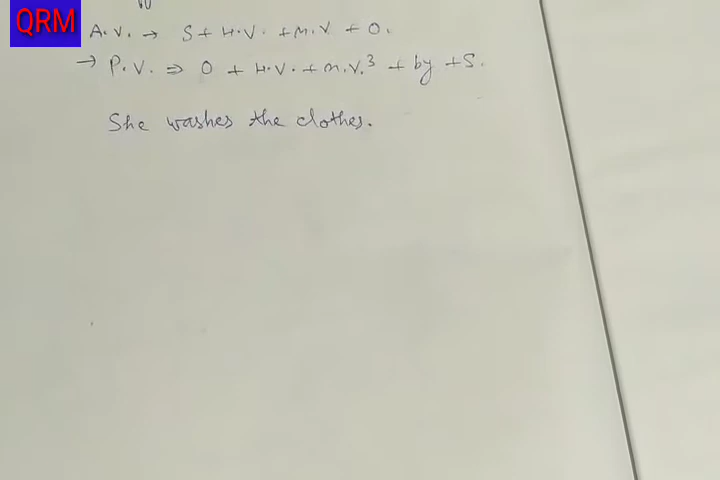 QRM
A.V. → S + H.V. + M.V + O.
→ P.V. ⇒ O + H.V. + M.V.³ + by + S.
She washes the clothes.